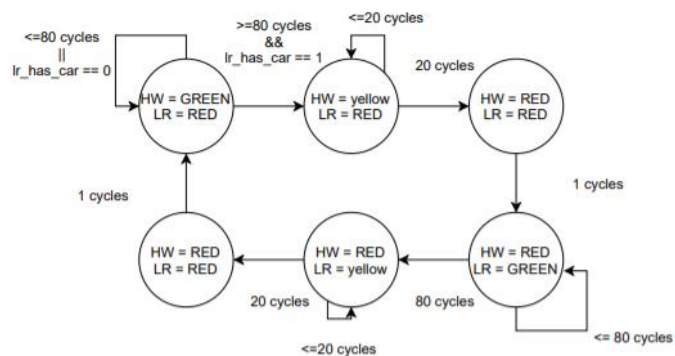 <=80 cycles
||
lr_has_car == 0
>=80 cycles
&&
lr_has_car == 1
<=20 cycles
20 cycles
HW = GREEN
LR = RED
HW = yellow
LR = RED
HW = RED
LR = RED
1 cycles
1 cycles
HW = RED
LR = RED
HW = RED
LR = yellow
HW = RED
LR = GREEN
20 cycles
80 cycles
<=20 cycles
<= 80 cycles